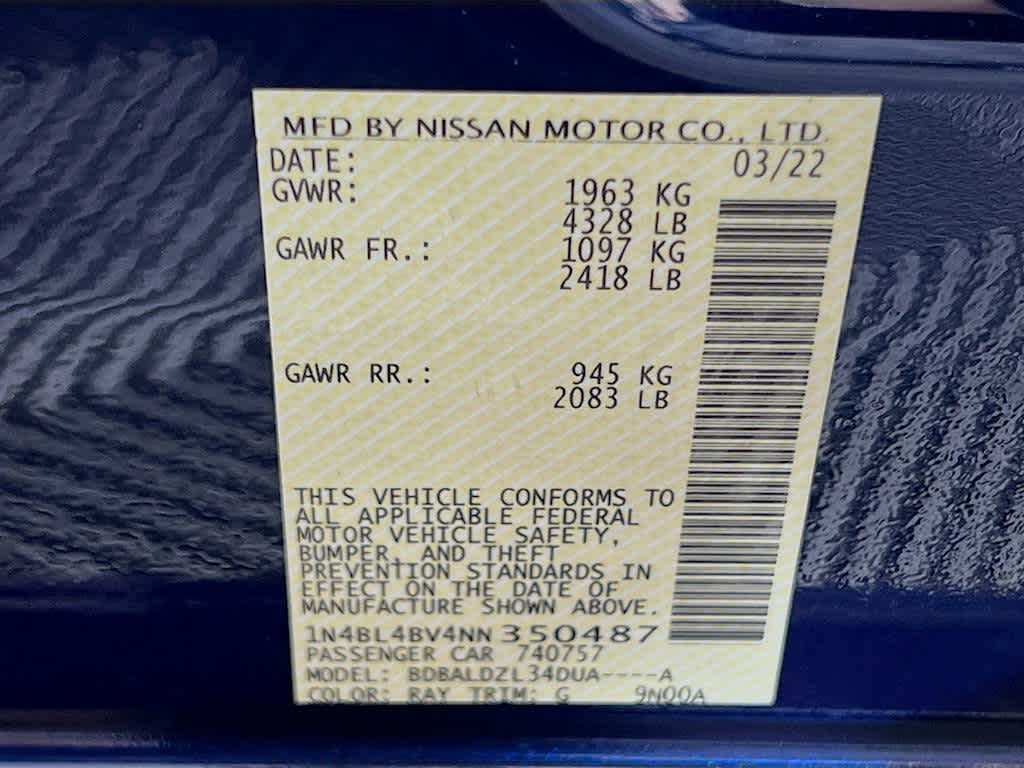 MFD BY NISSAN MOTOR CO., LTD.
DATE: 03/22
GVWR: 1963 KG
4328 LB
GAWR FR.: 1097 KG
2418 LB
GAWR RR.: 945 KG
2083 LB
THIS VEHICLE CONFORMS TO
ALL APPLICABLE FEDERAL
MOTOR VEHICLE SAFETY,
BUMPER, AND THEFT
PREVENTION STANDARDS IN
EFFECT ON THE DATE OF
MANUFACTURE SHOWN ABOVE.
1N4BL4BV4NN350487
PASSENGER CAR 740757
MODEL: BDBALDZL34DUA----A
COLOR: RAY TRIM: G 9N00A